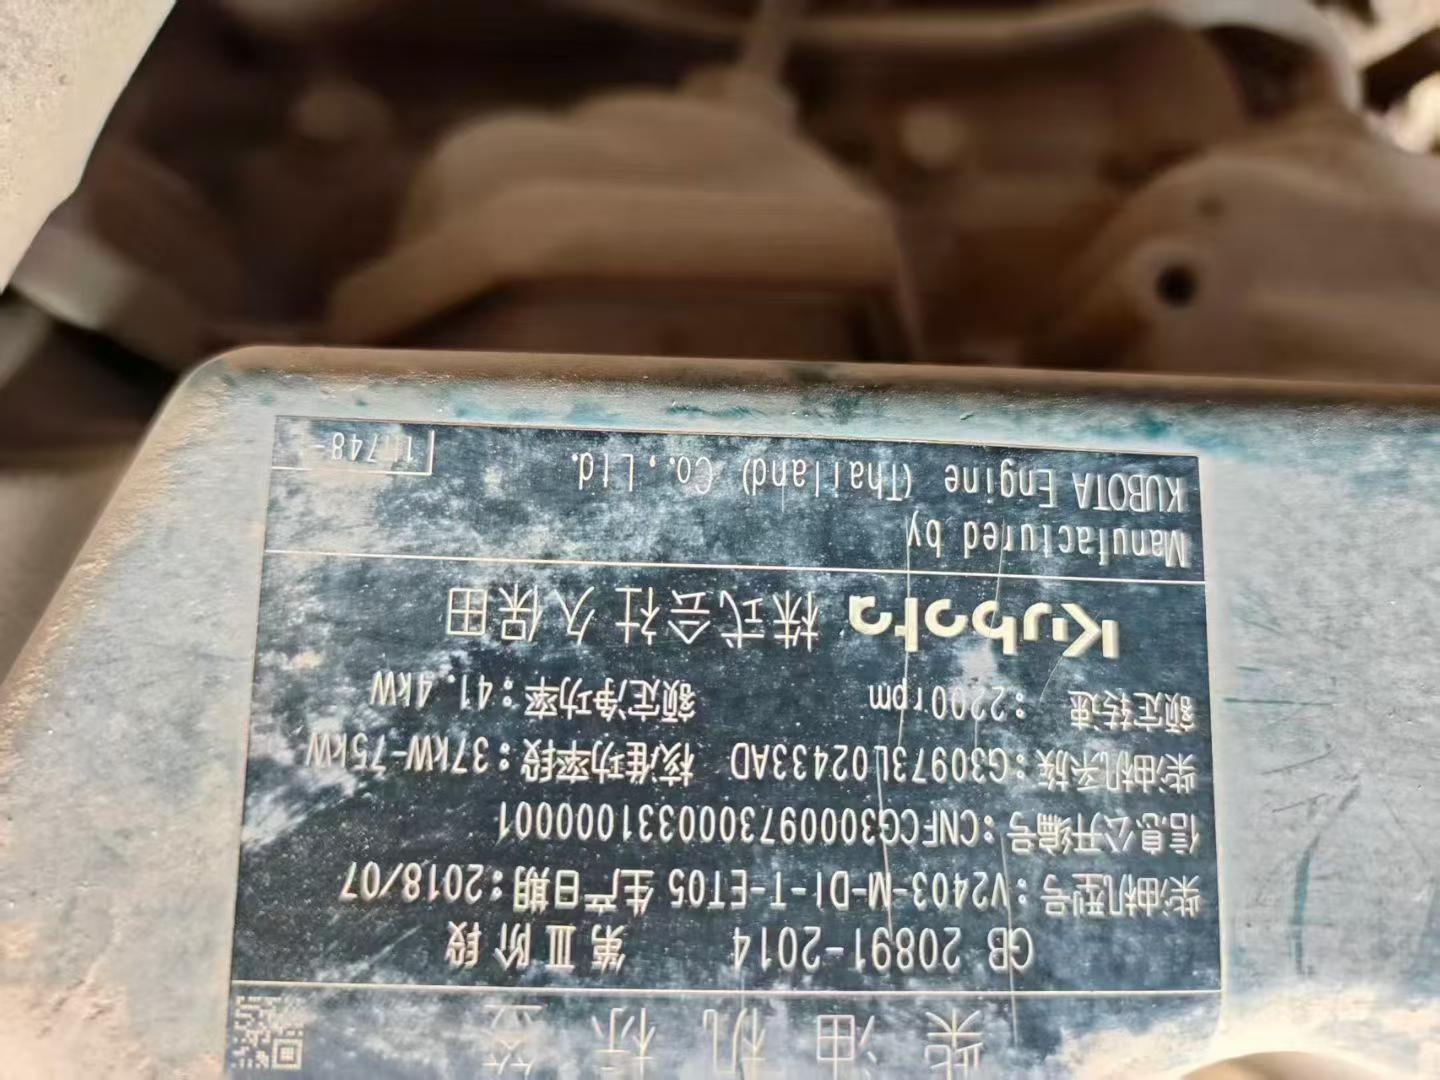 柴油机标签
GB 20891-2014 第Ⅲ阶段
柴油机型号:V2403-M-DI-T-ET05 生产日期:2018/07
信息公开编号:CNFCG3000973000331000001
柴油机系族:G30973L02433AD 核准功率段:37kW-75kW
额定转速 :2200rpm 额定净功率:41.4kW
Kubota 株式会社久保田
Manufactured by
KUBOTA Engine (Thailand) Co.,Ltd.